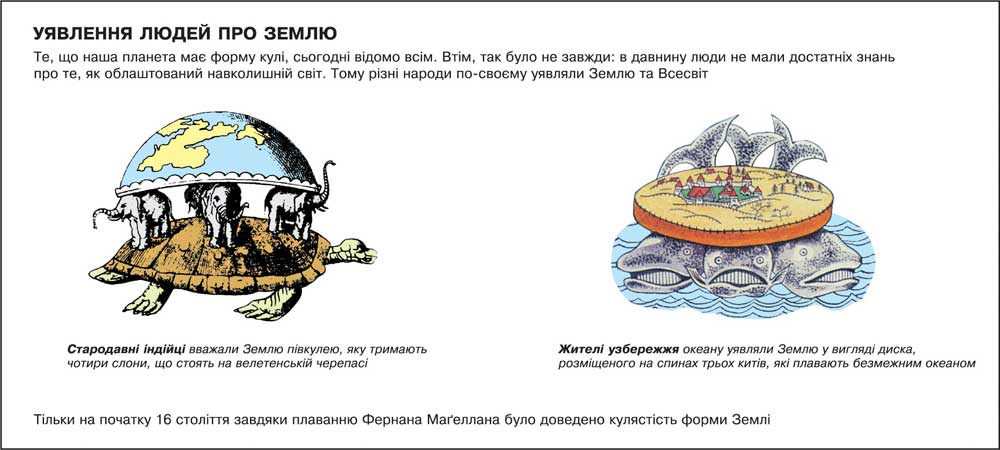 УЯВЛЕННЯ ЛЮДЕЙ ПРО ЗЕМЛЮ
Те, що наша планета має форму кулі, сьогодні відомо всім. Втім, так було не завжди: в давнину люди не мали достатніх знань
про те, як облаштований навколишній світ. Тому різні народи по-своєму уявляли Землю та Всесвіт
Стародавні індійці вважали Землю півкулею, яку тримають
чотири слони, що стоять на велетенській черепасі
Жителі узбережжя океану уявляли Землю у вигляді диска,
розміщеного на спинах трьох китів, які плавають безмежним океаном
Тільки на початку 16 століття завдяки плаванню Фернана Маґеллана було доведено кулястість форми Землі